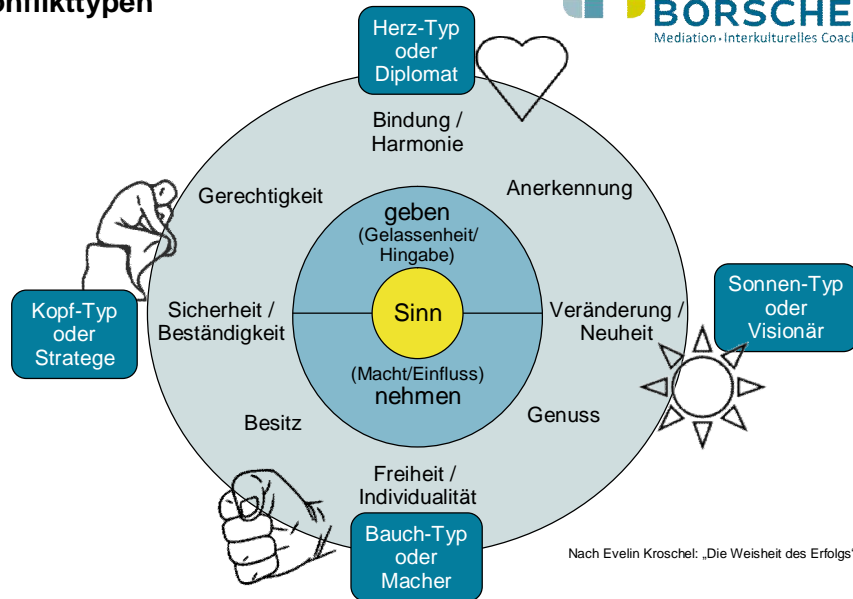 onflikttypen
BORSCHE
Mediation•Interkulturelles Coach
Herz-Typ
oder
Diplomat
Bindung /
Harmonie
Gerechtigkeit
Anerkennung
geben
(Gelassenheit/
Hingabe)
Kopf-Typ
oder
Stratege
Sicherheit /
Beständigkeit
Sinn
Veränderung /
Neuheit
Sonnen-Typ
oder
Visionär
(Macht/Einfluss)
nehmen
Besitz
Genuss
Freiheit /
Individualität
Bauch-Typ
oder
Macher
Nach Evelin Kroschel: „Die Weisheit des Erfolgs“